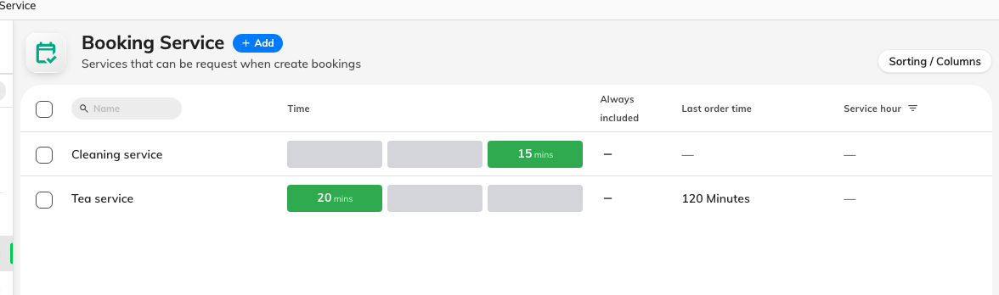 Service
Booking Service
+ Add
Services that can be request when create bookings
Sorting / Columns
Name
Time
Always
included
Last order time
Service hour
Cleaning service
15 mins
—
—
—
Tea service
20 mins
—
120 Minutes
—